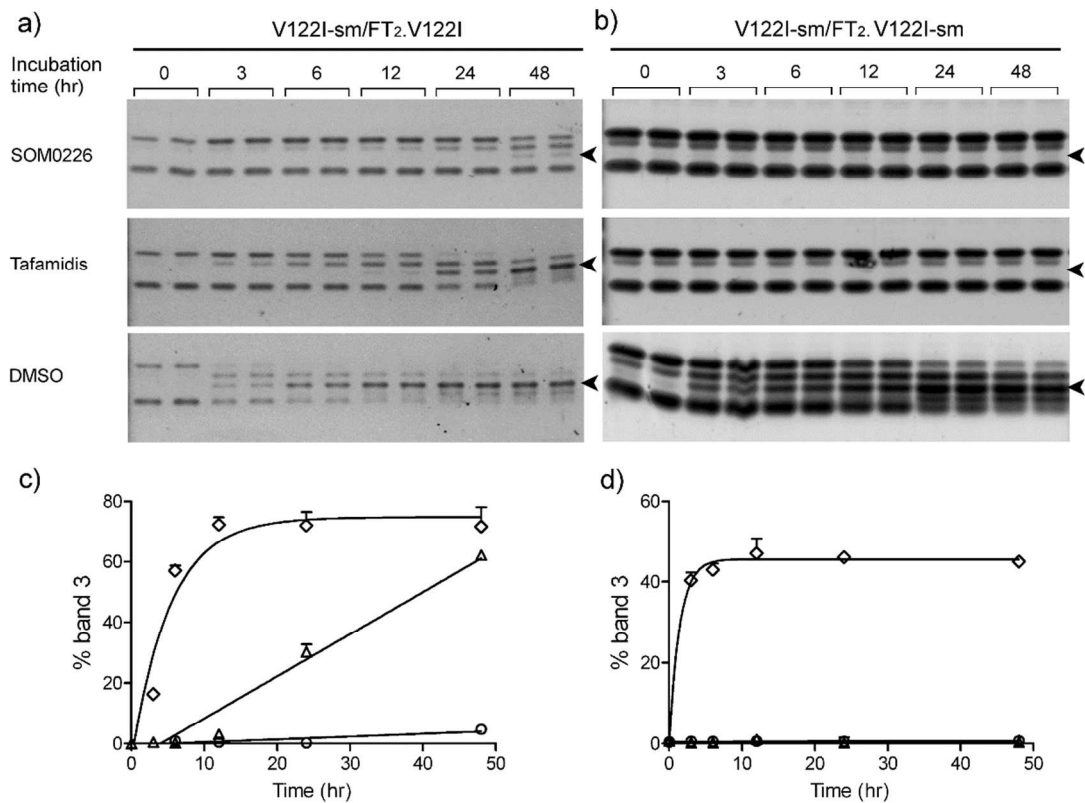 a)
V122I-sm/FT₂.V122I
Incubation time (hr)
0 3 6 12 24 48
SOM0226
Tafamidis
DMSO
b)
V122I-sm/FT₂. V122I-sm
0 3 6 12 24 48
c)
80
60
40
20
0
% band 3
0 10 20 30 40 50
Time (hr)
d)
60
40
20
0
% band 3
0 10 20 30 40 50
Time (hr)